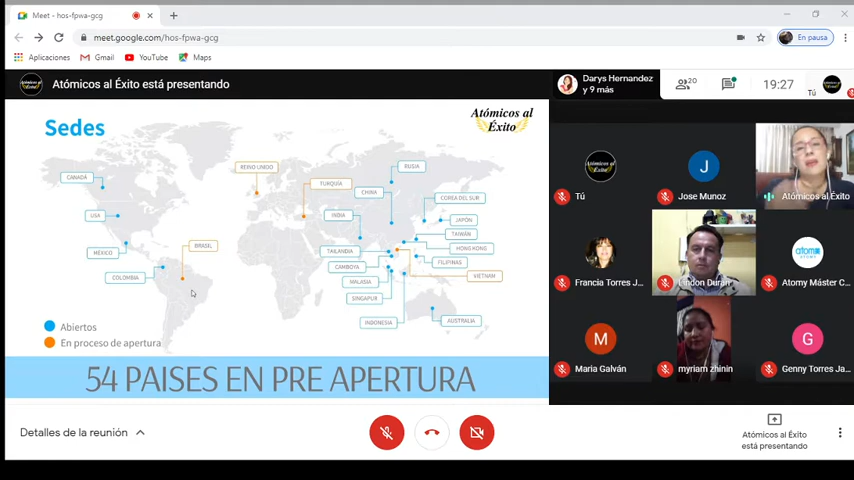 Meet - hos-fpwa-gcg
meet.google.com/hos-fpwa-gcg
En pausa
Aplicaciones
Gmail
YouTube
Maps
Atómicos al Éxito está presentando
Darys Hernandez
y 9 más
20
19:27
Tú
Sedes
Atómicos al
Éxito
CANADÁ
USA
MÉXICO
COLOMBIA
BRASIL
REINO UNIDO
TURQUÍA
RUSIA
CHINA
INDIA
COREA DEL SUR
JAPÓN
TAIWÁN
HONG KONG
TAILANDIA
CAMBOYA
FILIPINAS
MALASIA
VIETNAM
SINGAPUR
INDONESIA
AUSTRALIA
Abiertos
En proceso de apertura
54 PAISES EN PRE APERTURA
Tú
J
Jose Munoz
Atómicos al Éxito
Francia Torres J...
Lindon Duran
atom
Atomy Máster C...
M
Maria Galván
myriam zhinin
G
Genny Torres Ja...
Detalles de la reunión
Atómicos al Éxito
está presentando